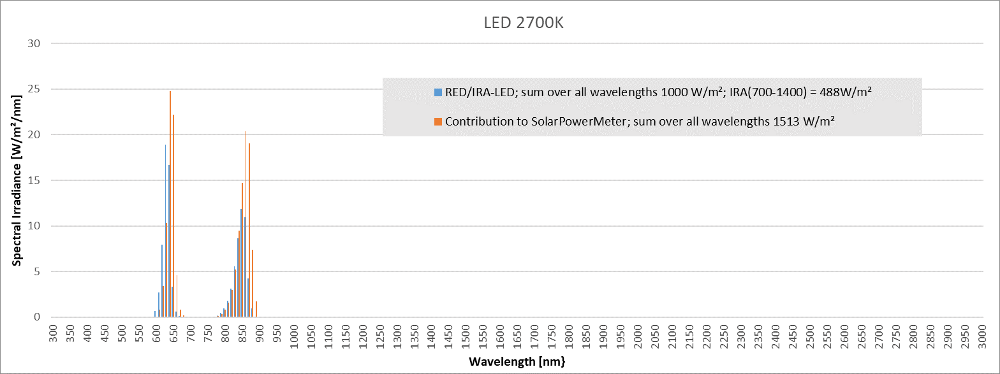 LED 2700K
30
25
20
15
10
5
0
Spectral Irradiance [W/m²/nm]
RED/IRA-LED; sum over all wavelengths 1000 W/m²; IRA(700-1400) = 488W/m²
Contribution to SolarPowerMeter; sum over all wavelengths 1513 W/m²
300 350 400 450 500 550 600 650 700 750 800 850 900 950 1000 1050 1100 1150 1200 1250 1300 1350 1400 1450 1500 1550 1600 1650 1700 1750 1800 1850 1900 1950 2000 2050 2100 2150 2200 2250 2300 2350 2400 2450 2500 2550 2600 2650 2700 2750 2800 2850 2900 2950 3000
Wavelength [nm}